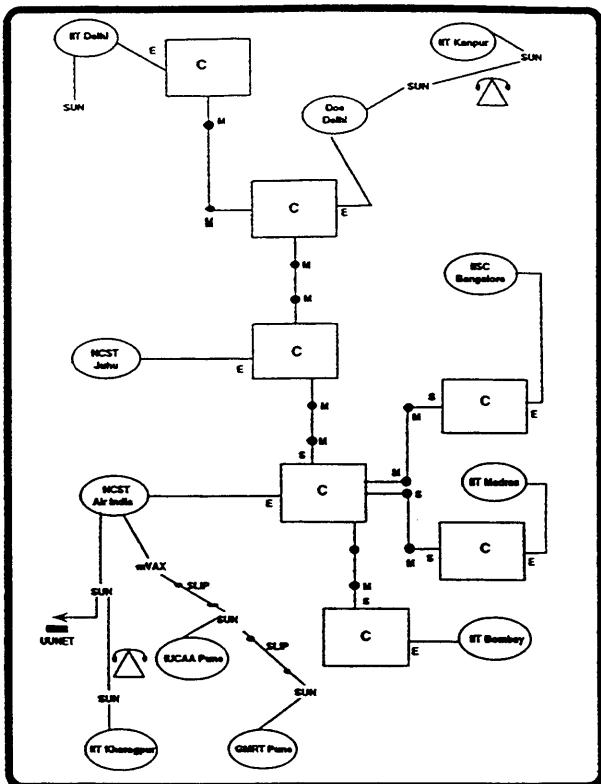 IIT Delhi
E
C
SUN
M
M
IIT Kanpur
SUN
SUN
Doe
Delhi
C
E
M
M
IISC
Bangalore
NCST
Juhu
E
C
M
M
S
S
M
C
E
NCST
Air India
E
C
M
S
IIT Madras
M
S
C
E
mVAX
SLIP
SUN
SUN
UUNET
M
S
C
E
IIT Bombay
IUCAA Pune
SLIP
SUN
SUN
IIT Kharagpur
GMRT Pune